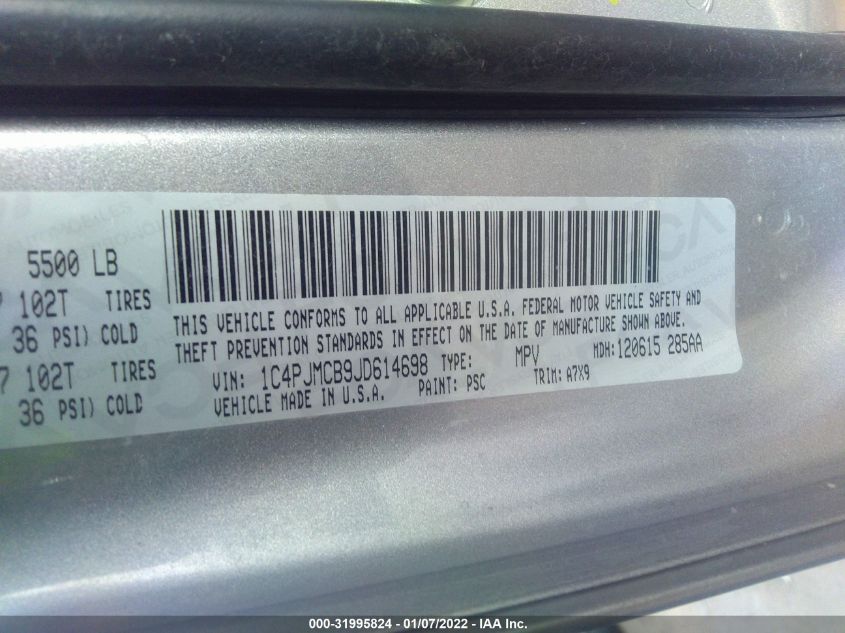 5500 LB
7 102T TIRES
36 PSI) COLD
7 102T TIRES
36 PSI) COLD
THIS VEHICLE CONFORMS TO ALL APPLICABLE U.S.A. FEDERAL MOTOR VEHICLE SAFETY AND
THEFT PREVENTION STANDARDS IN EFFECT ON THE DATE OF MANUFACTURE SHOWN ABOVE.
VIN: 1C4PJMCB9JD614698 TYPE: MPV MDH:120615 285AA
VEHICLE MADE IN U.S.A. PAINT: PSC TRIM: A7X9
000-31995824 - 01/07/2022 - IAA Inc.